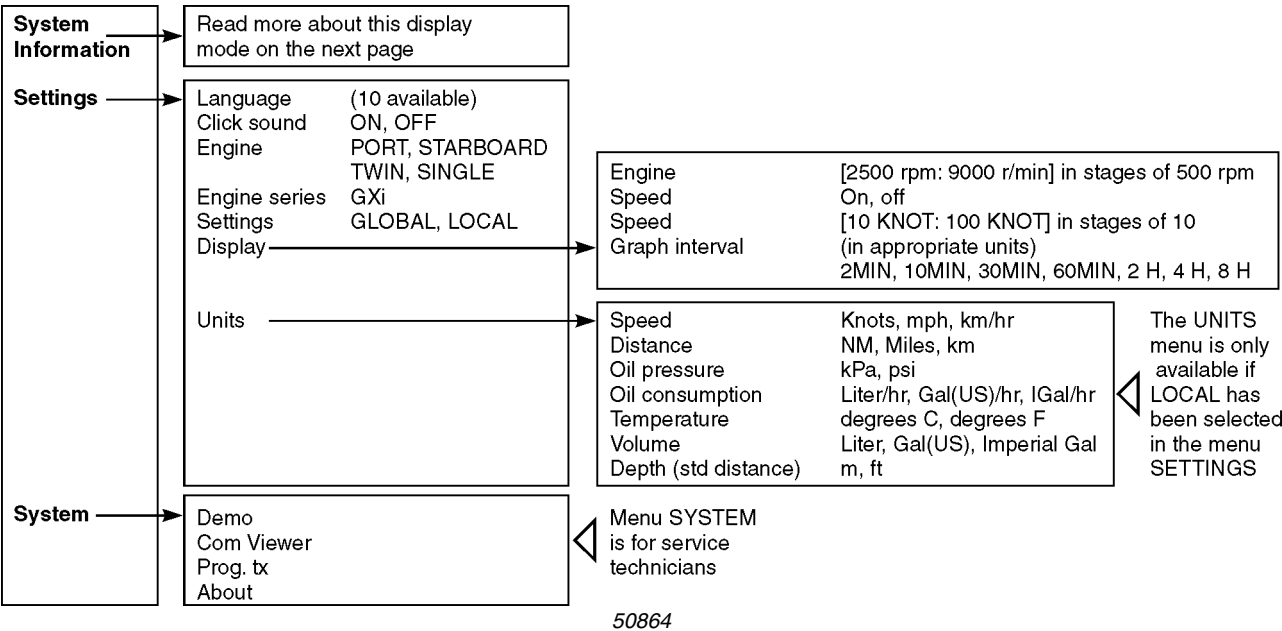 System
Information
Read more about this display
mode on the next page
Settings
Language (10 available)
Click sound ON, OFF
Engine PORT, STARBOARD
TWIN, SINGLE
Engine series GXi
Settings GLOBAL, LOCAL
Display
Engine [2500 rpm: 9000 r/min] in stages of 500 rpm
Speed On, off
Speed [10 KNOT: 100 KNOT] in stages of 10
Graph interval (in appropriate units)
2MIN, 10MIN, 30MIN, 60MIN, 2 H, 4 H, 8 H
Units
Speed Knots, mph, km/hr
Distance NM, Miles, km
Oil pressure kPa, psi
Oil consumption Liter/hr, Gal(US)/hr, IGal/hr
Temperature degrees C, degrees F
Volume Liter, Gal(US), Imperial Gal
Depth (std distance) m, ft
The UNITS
menu is only
available if
LOCAL has
been selected
in the menu
SETTINGS
System
Demo
Com Viewer
Prog. tx
About
Menu SYSTEM
is for service
technicians
50864